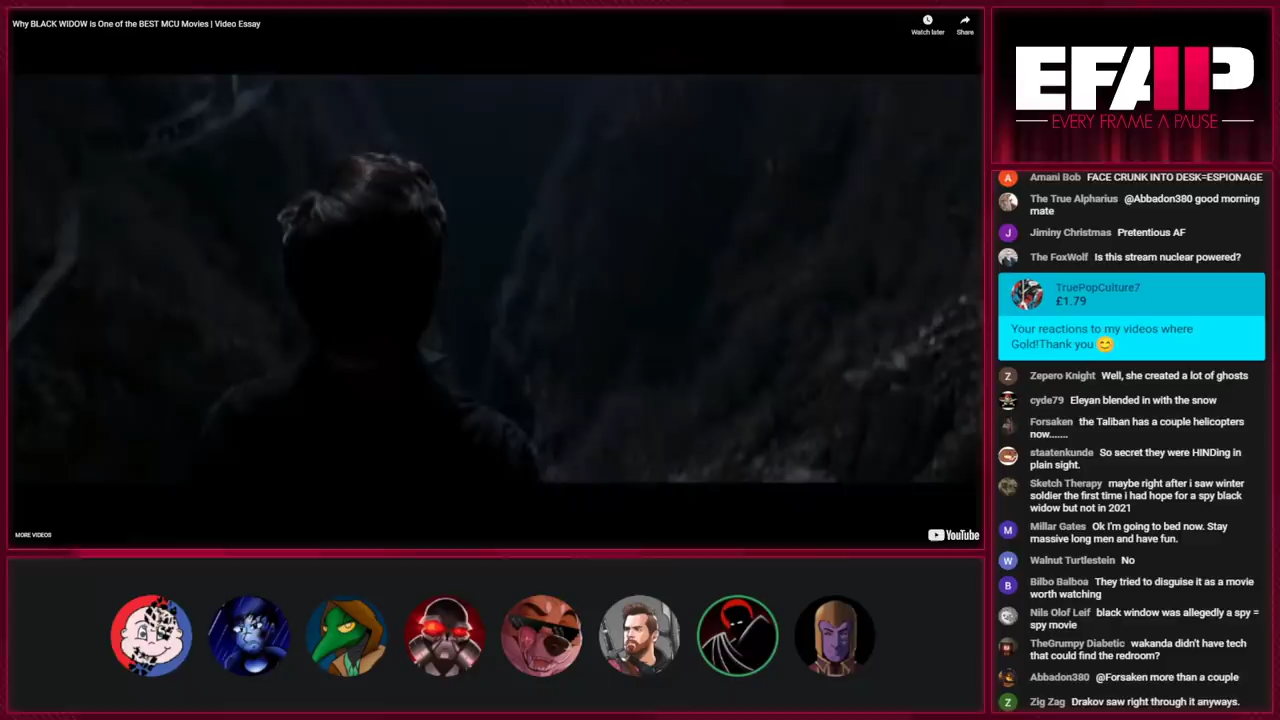 Why BLACK WIDOW is One of the BEST MCU Movies | Video Essay
Watch later
Share
MORE VIDEOS
YouTube
EFAP
EVERY FRAME A PAUSE
A
Amani Bob FACE CRUNK INTO DESK=ESPIONAGE
The True Alpharius @Abbadon380 good morning
mate
J
Jiminy Christmas Pretentious AF
The FoxWolf Is this stream nuclear powered?
TruePopCulture7
£1.79
Your reactions to my videos where
Gold!Thank you 😊
Z
Zepero Knight Well, she created a lot of ghosts
cyde79 Eleyan blended in with the snow
Forsaken the Taliban has a couple helicopters
now.......
staatenkunde So secret they were HINDing in
plain sight.
Sketch Therapy maybe right after i saw winter
soldier the first time i had hope for a spy black
widow but not in 2021
M
Millar Gates Ok I'm going to bed now. Stay
massive long men and have fun.
W
Walnut Turtlestein No
B
Bilbo Balboa They tried to disguise it as a movie
worth watching
Nils Olof Leif black window was allegedly a spy =
spy movie
TheGrumpy Diabetic wakanda didn't have tech
that could find the redroom?
Abbadon380 @Forsaken more than a couple
Z
Zig Zag Drakov saw right through it anyways.